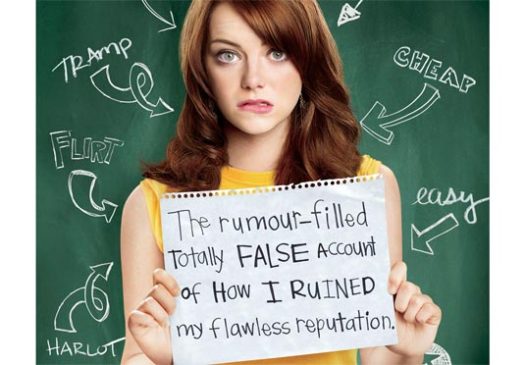 TRAMP
CHEAP
FLIRT
easy
The rumour-filled
Totally FALSE Account
of How I RUINED
my flawless reputation.
HARLOT